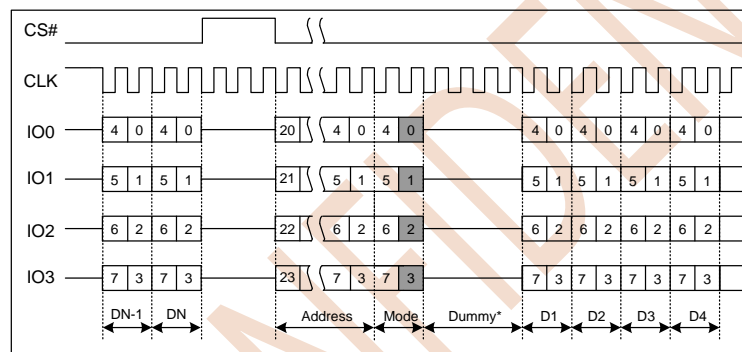 CS#
CLK
IO0 4 0 4 0 20 4 0 4 0 4 0 4 0 4 0 4 0
IO1 5 1 5 1 21 5 1 5 1 5 1 5 1 5 1 5 1
IO2 6 2 6 2 22 6 2 6 2 6 2 6 2 6 2 6 2
IO3 7 3 7 3 23 7 3 7 3 7 3 7 3 7 3 7 3
DN-1 DN Address Mode Dummy* D1 D2 D3 D4